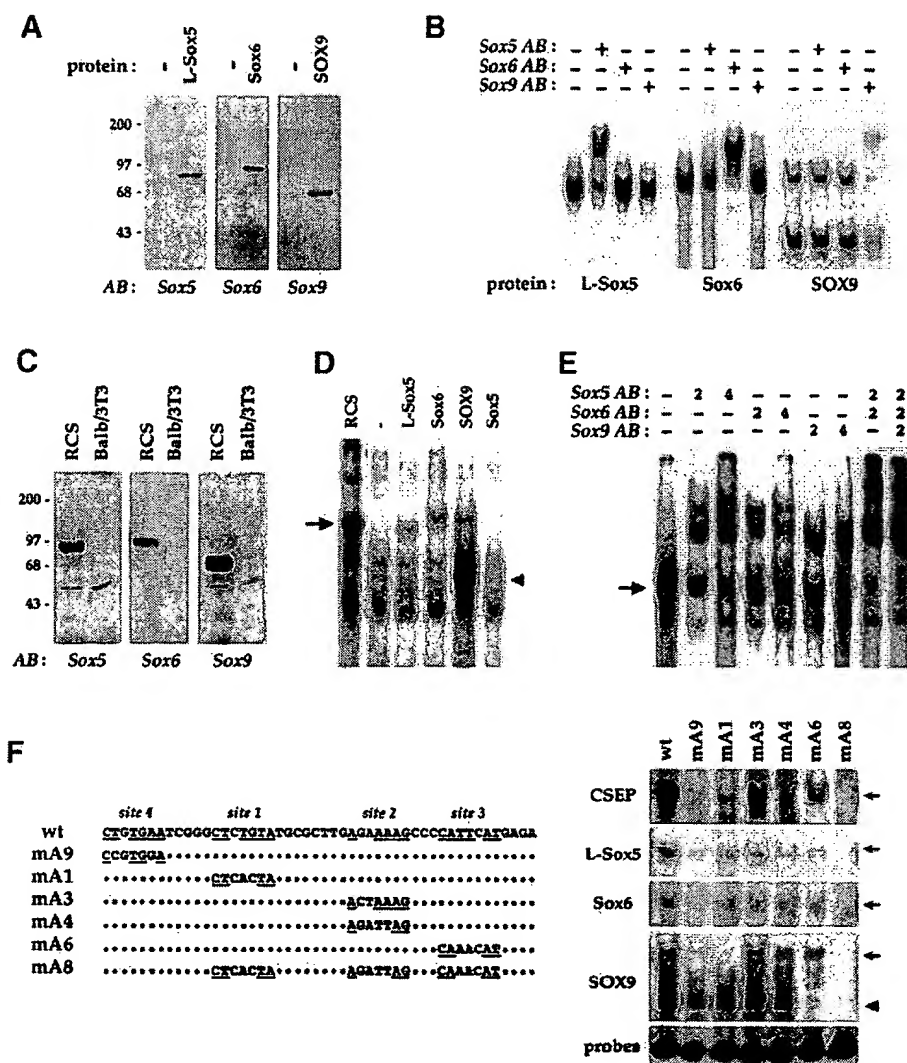 A
protein :
-
L-Sox5
-
Sox6
-
SOX9
200 -
97 -
68 -
43 -
AB : Sox5 Sox6 Sox9
B
Sox5 AB : - + - - - + - - - + - -
Sox6 AB : - - + - - - + - - - + -
Sox9 AB : - - - + - - - + - - - +
protein : L-Sox5 Sox6 SOX9
C
RCS
Balb/3T3
RCS
Balb/3T3
RCS
Balb/3T3
200 -
97 -
68 -
43 -
AB : Sox5 Sox6 Sox9
D
RCS
-
L-Sox5
Sox6
SOX9
Sox5
E
Sox5 AB : - 2 4 - - - - 2 2
Sox6 AB : - - - 2 4 - - 2 2
Sox9 AB : - - - - - 2 4 - 2
F
site 4 site 1 site 2 site 3
wt CTGTGAATCGGGCTCTGTATGCGCTTGAGAAAAGCCCCATTCATGAGA
mA9 CCGTGGA.........................................
mA1 ............CTCACTA.............................
mA3 ...........................ACTAAAG..............
mA4 ...........................AGATTAG..............
mA6 .....................................CAAACAT....
mA8 ............CTCACTA........AGATTAG...CAAACAT....
wt
mA9
mA1
mA3
mA4
mA6
mA8
CSEP
L-Sox5
Sox6
SOX9
probes